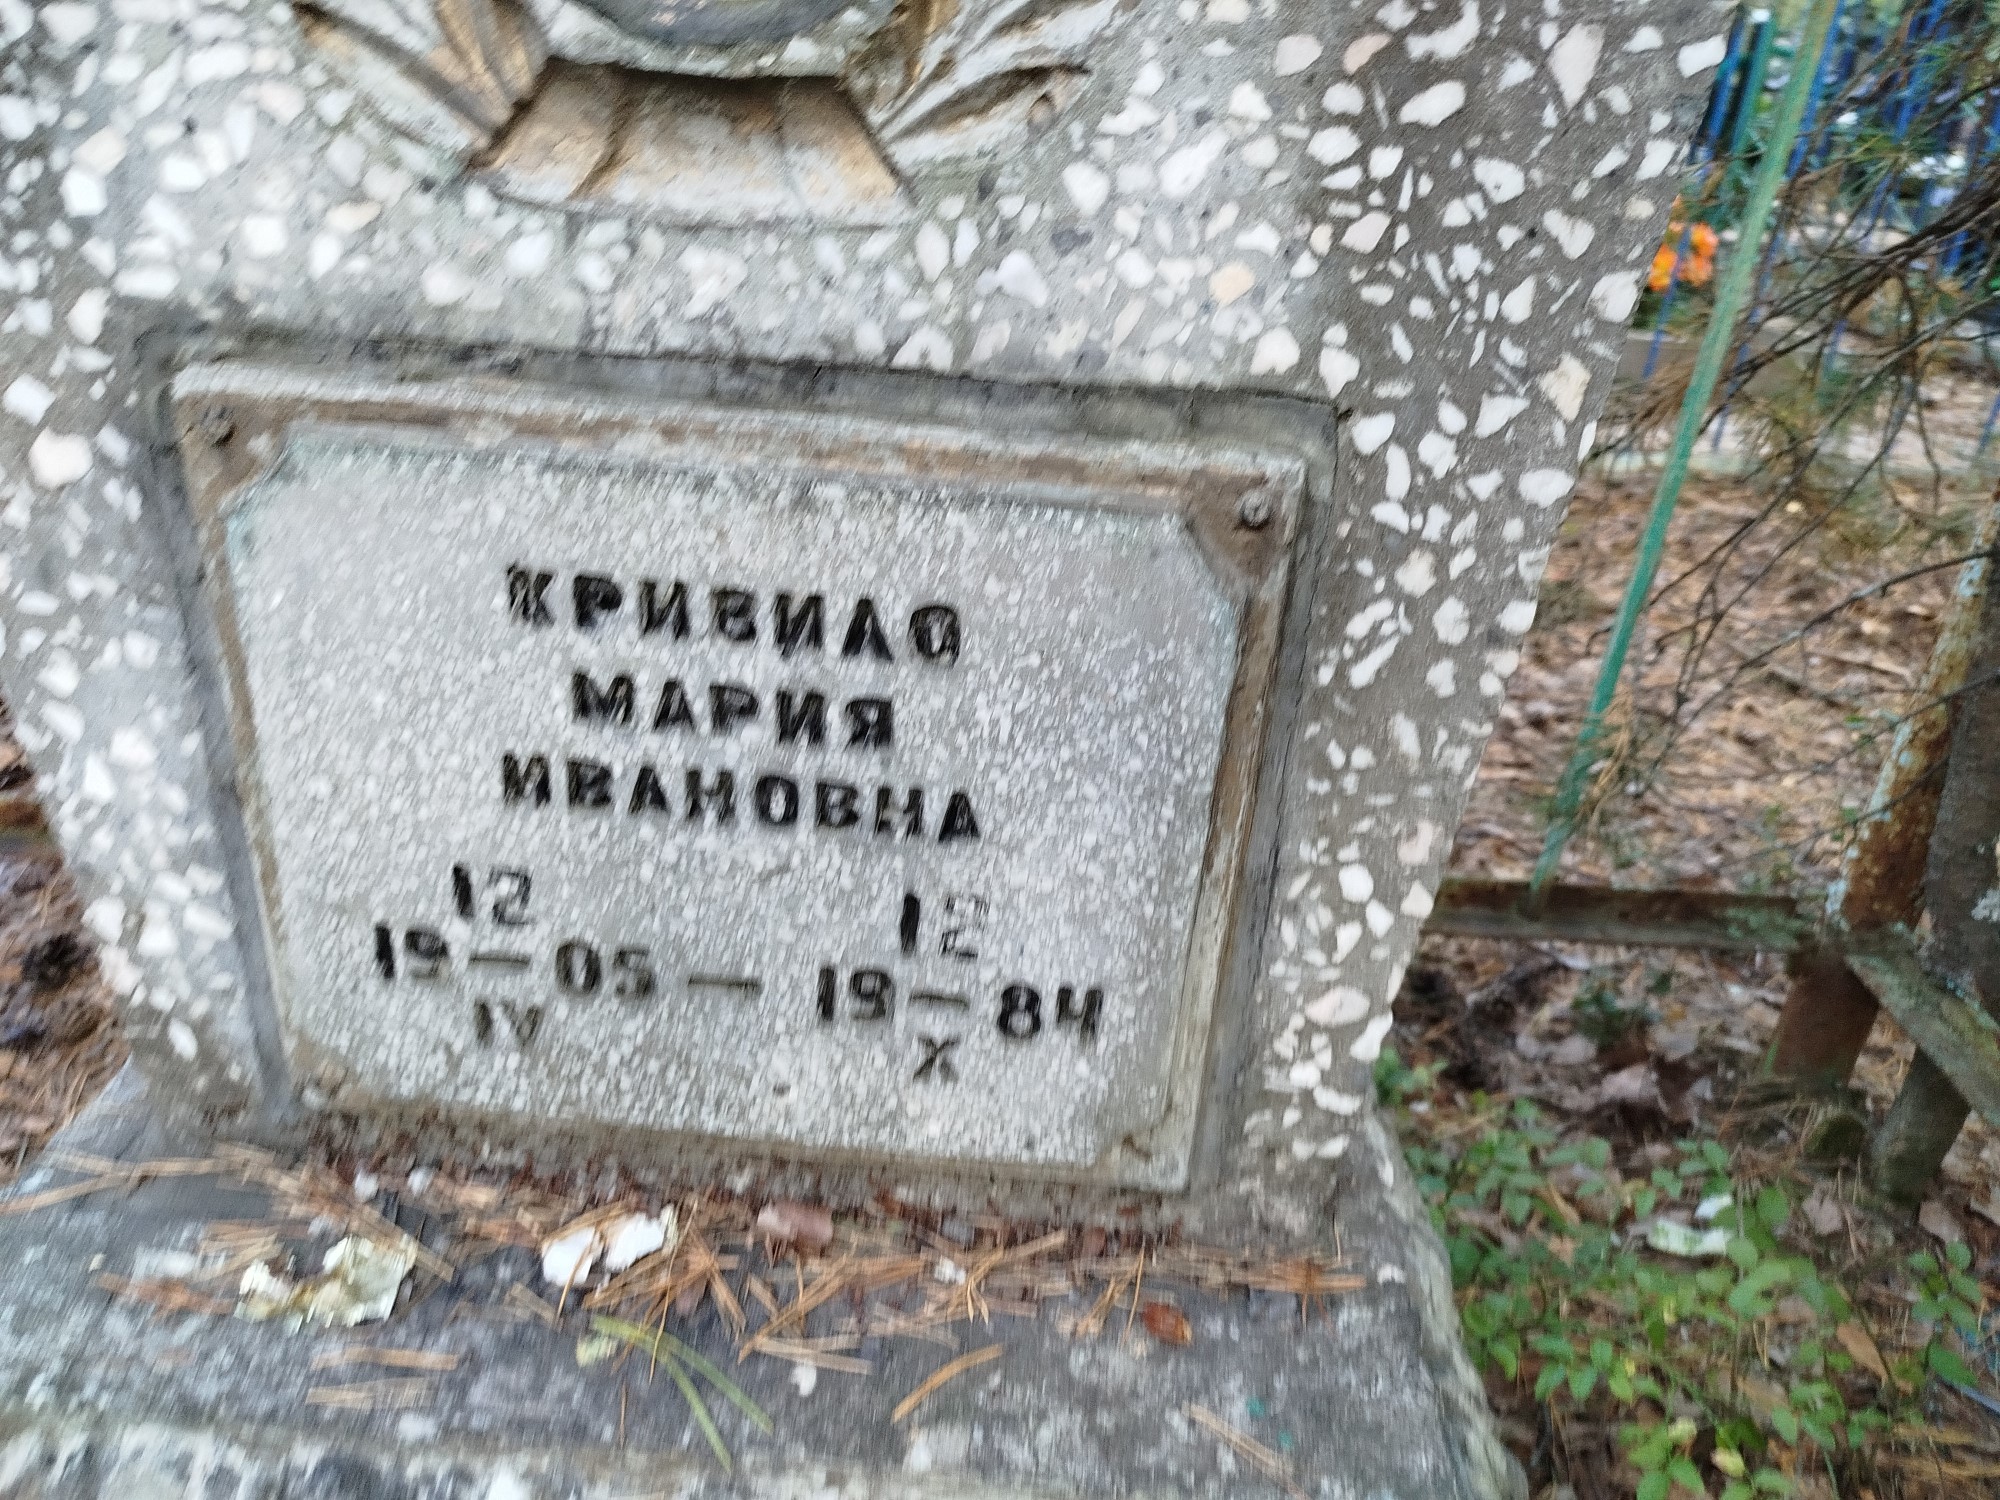 КРИВИЛО
МАРИЯ
ИВАНОВНА
12 12
19—05 — 19—84
IV X